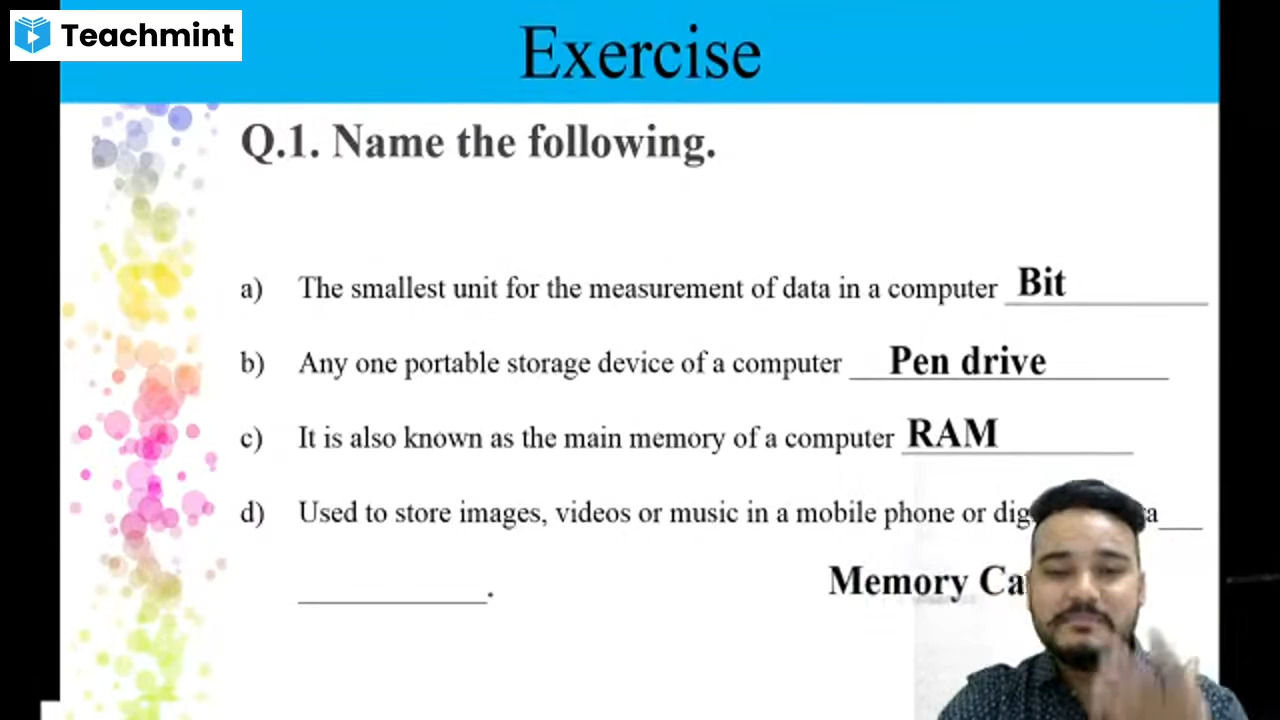 Teachmint
Exercise
Q.1. Name the following.
a) The smallest unit for the measurement of data in a computer Bit
b) Any one portable storage device of a computer Pen drive
c) It is also known as the main memory of a computer RAM
d) Used to store images, videos or music in a mobile phone or
Memory